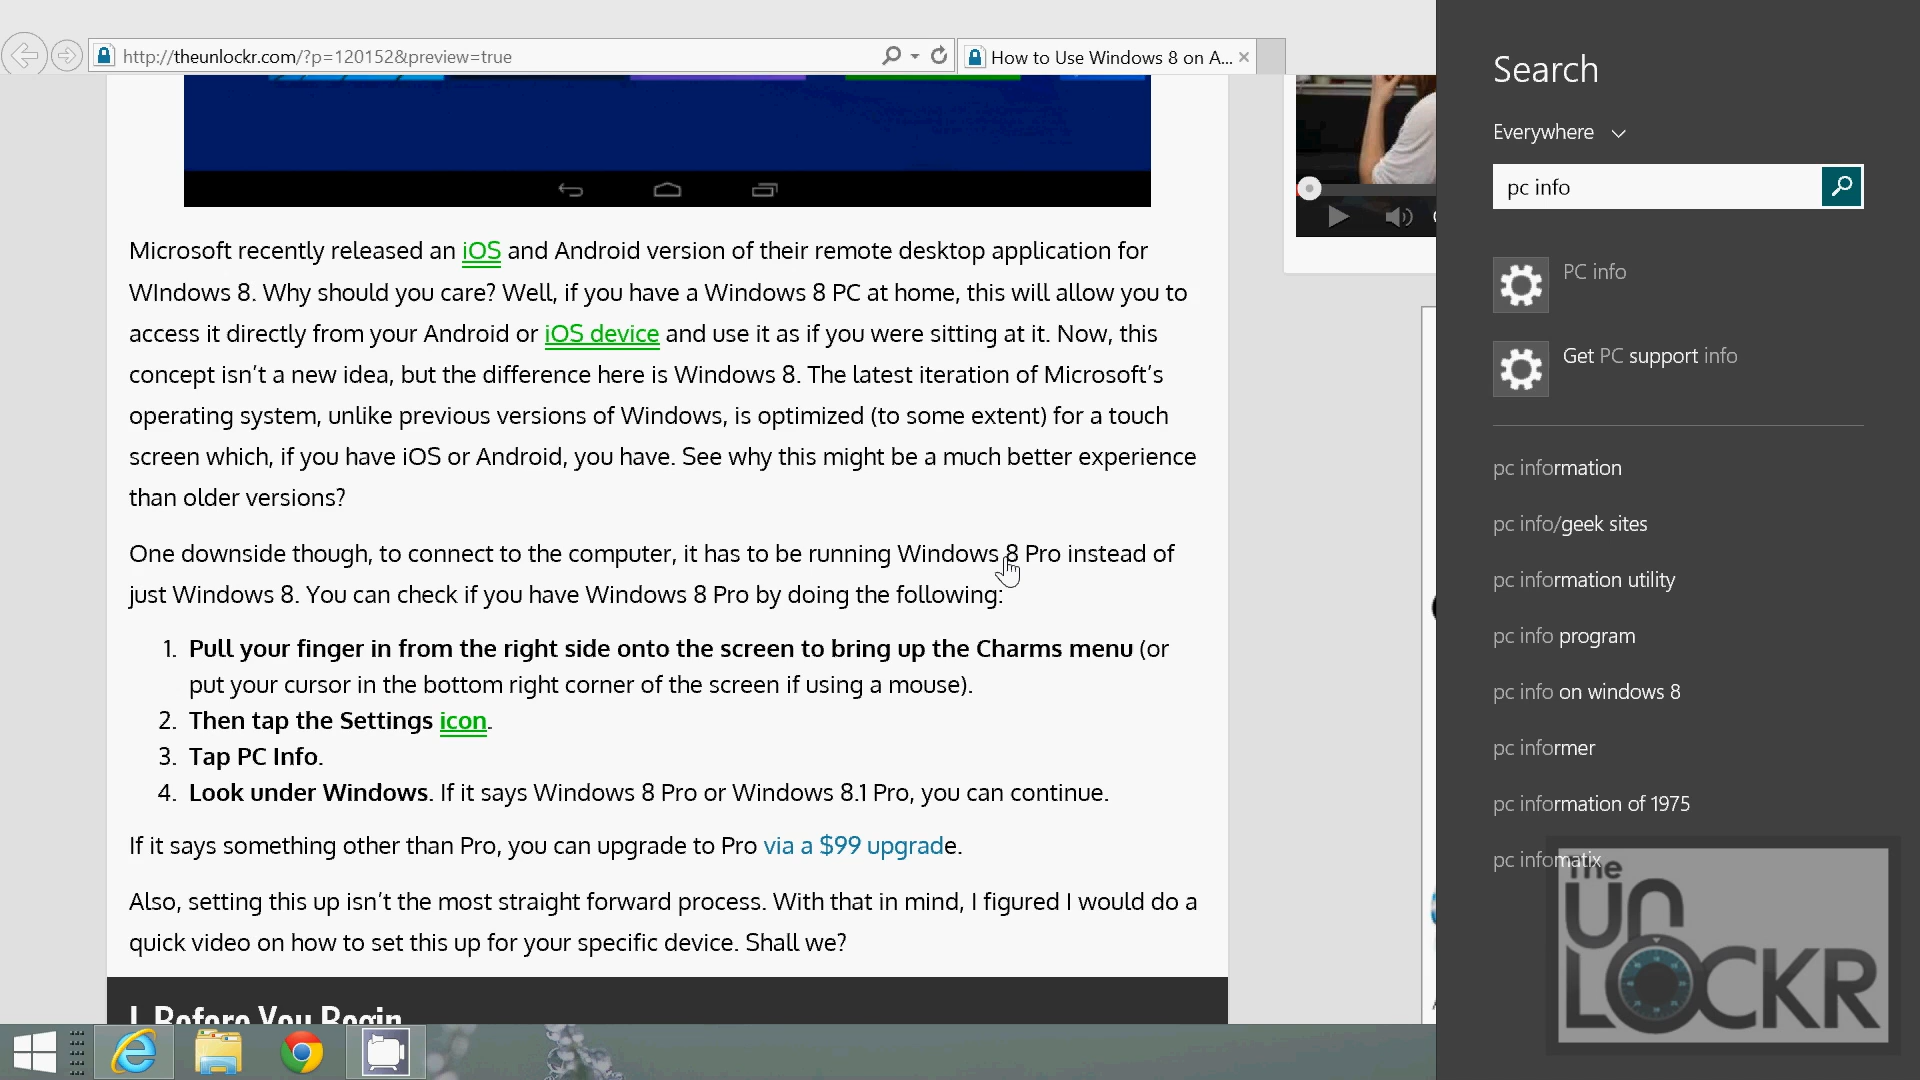 http://theunlockr.com/?p=120152&preview=true
How to Use Windows 8 on A...
Microsoft recently released an iOS and Android version of their remote desktop application for
WIndows 8. Why should you care? Well, if you have a Windows 8 PC at home, this will allow you to
access it directly from your Android or iOS device and use it as if you were sitting at it. Now, this
concept isn't a new idea, but the difference here is Windows 8. The latest iteration of Microsoft's
operating system, unlike previous versions of Windows, is optimized (to some extent) for a touch
screen which, if you have iOS or Android, you have. See why this might be a much better experience
than older versions?
One downside though, to connect to the computer, it has to be running Windows 8 Pro instead of
just Windows 8. You can check if you have Windows 8 Pro by doing the following:
1. Pull your finger in from the right side onto the screen to bring up the Charms menu (or
put your cursor in the bottom right corner of the screen if using a mouse).
2. Then tap the Settings icon.
3. Tap PC Info.
4. Look under Windows. If it says Windows 8 Pro or Windows 8.1 Pro, you can continue.
If it says something other than Pro, you can upgrade to Pro via a $99 upgrade.
Also, setting this up isn't the most straight forward process. With that in mind, I figured I would do a
quick video on how to set this up for your specific device. Shall we?
I. Before You Begin
Search
Everywhere
pc info
PC info
Get PC support info
pc information
pc info/geek sites
pc information utility
pc info program
pc info on windows 8
pc informer
pc information of 1975
pc infomatix
The
UN
LOCKR